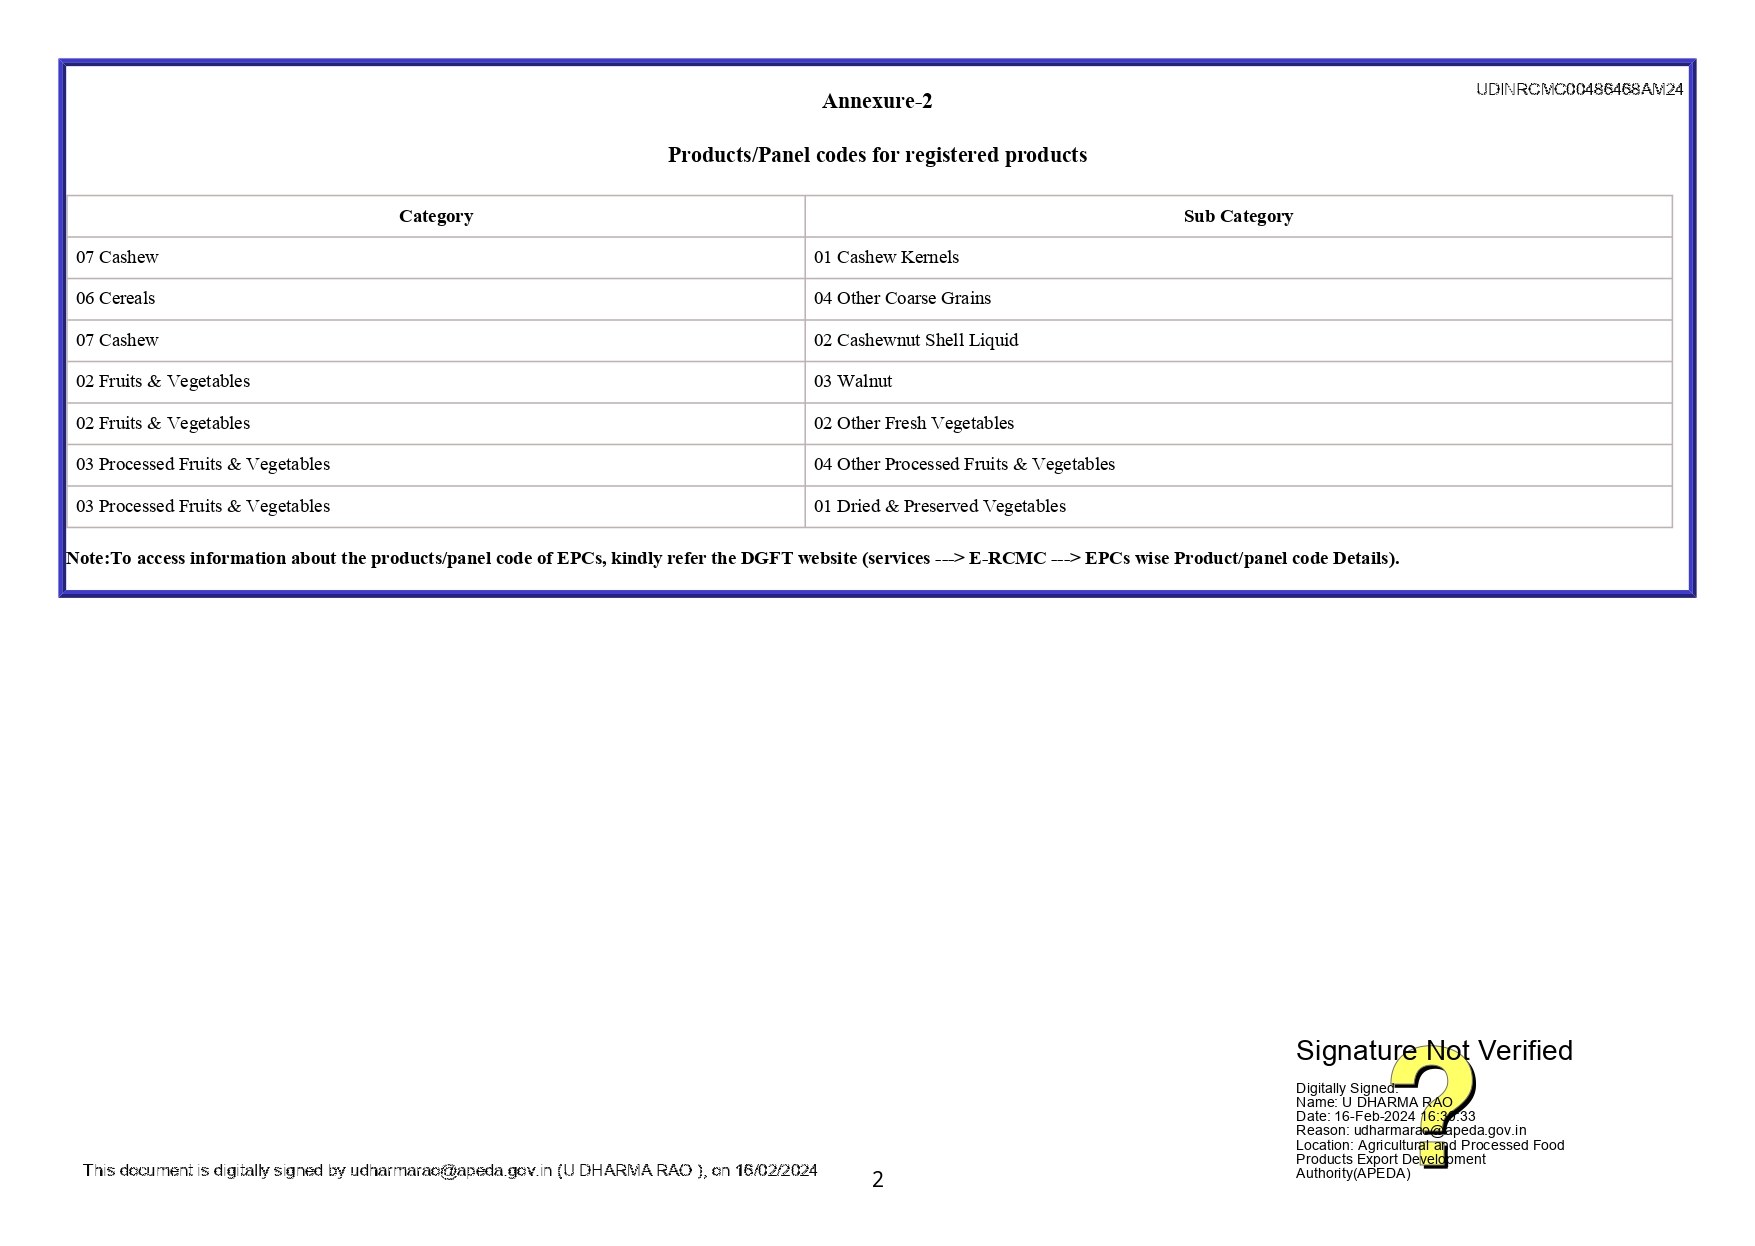 UDINRCMC00486468AM24
Annexure-2
Products/Panel codes for registered products
Category Sub Category
07 Cashew 01 Cashew Kernels
06 Cereals 04 Other Coarse Grains
07 Cashew 02 Cashewnut Shell Liquid
02 Fruits & Vegetables 03 Walnut
02 Fruits & Vegetables 02 Other Fresh Vegetables
03 Processed Fruits & Vegetables 04 Other Processed Fruits & Vegetables
03 Processed Fruits & Vegetables 01 Dried & Preserved Vegetables
Note:To access information about the products/panel code of EPCs, kindly refer the DGFT website (services ---> E-RCMC ---> EPCs wise Product/panel code Details).
Signature Not Verified
Digitally Signed.
Name: U DHARMA RAO
Date: 16-Feb-2024
Reason: udharmarao@apeda.gov.in
Location: Agricultural and Processed Food
Products Export Development
Authority(APEDA)
This document is digitally signed by udharmarao@apeda.gov.in (U DHARMA RAO ), on 16/02/2024
2